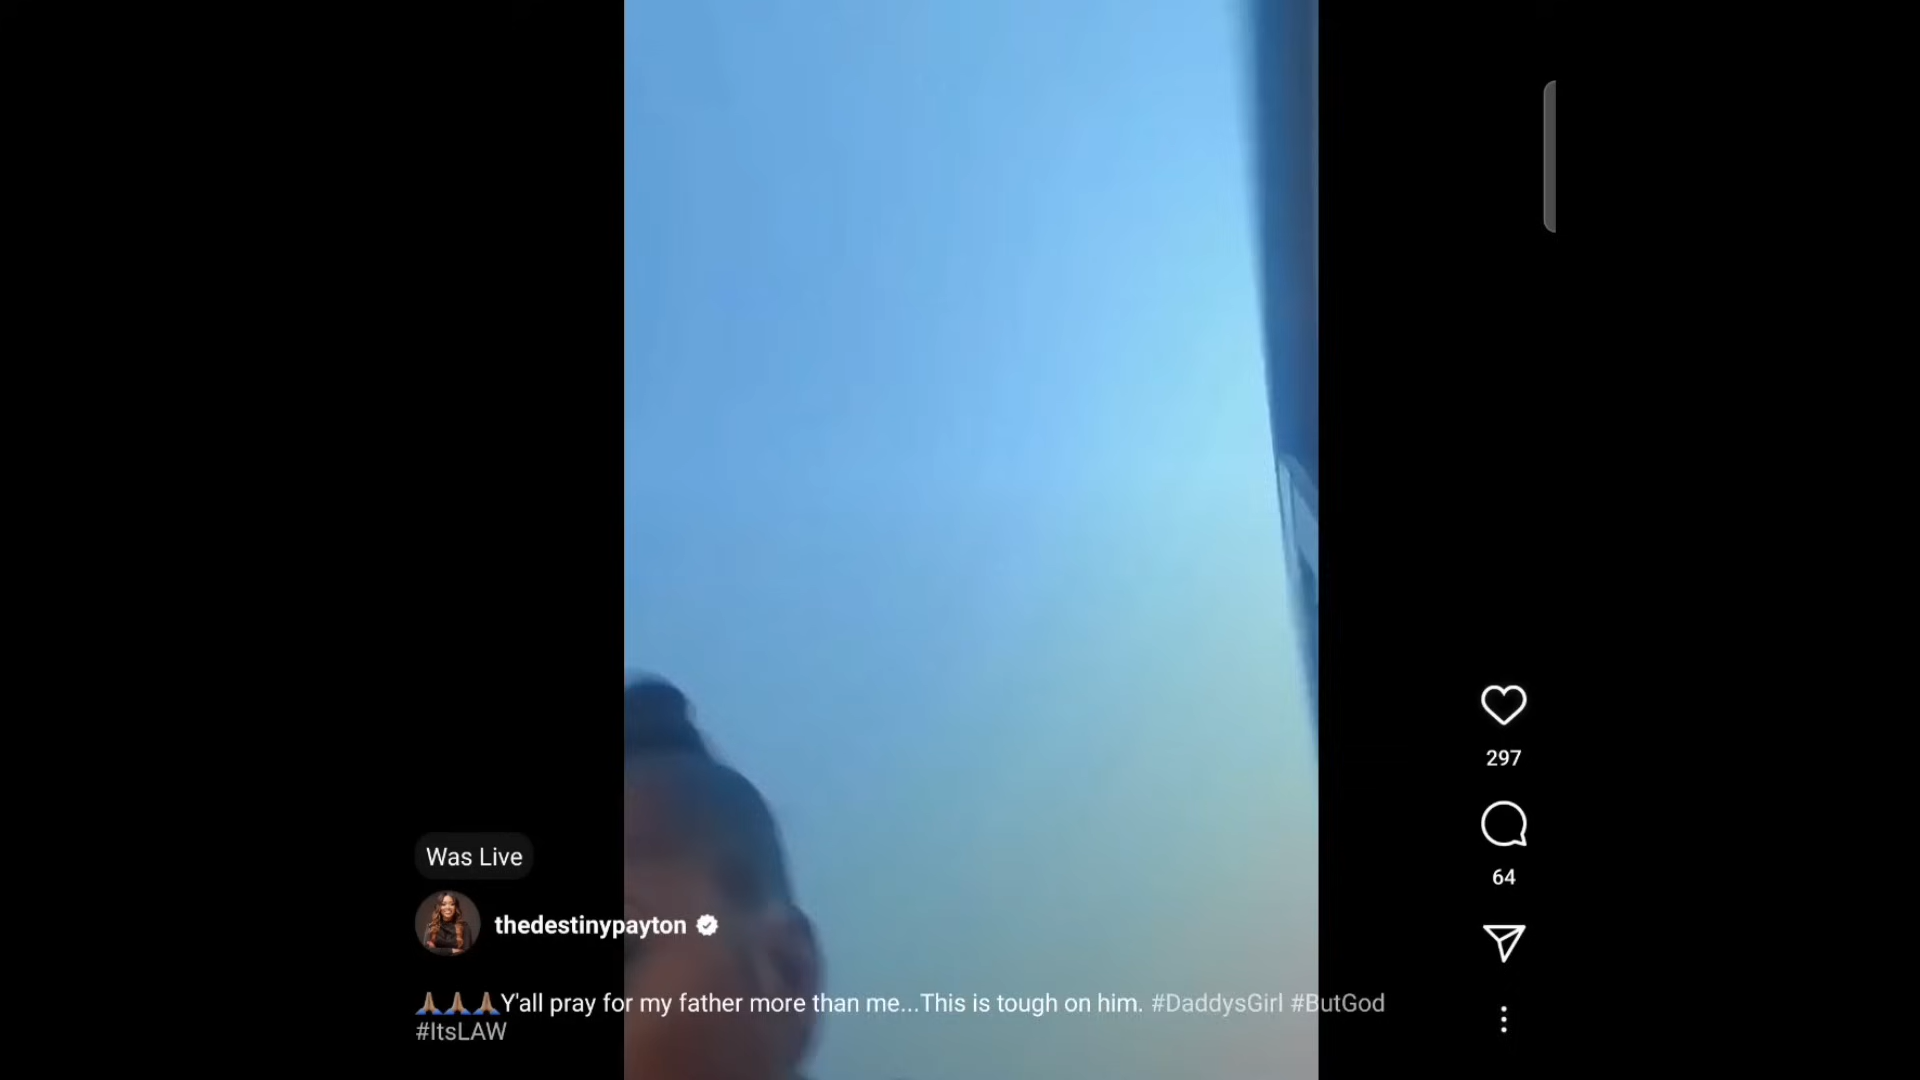 297
64
Was Live
thedestinypayton
🙏🏽🙏🏽🙏🏽Y'all pray for my father more than me...This is tough on him. #DaddysGirl #ButGod
#ItsLAW